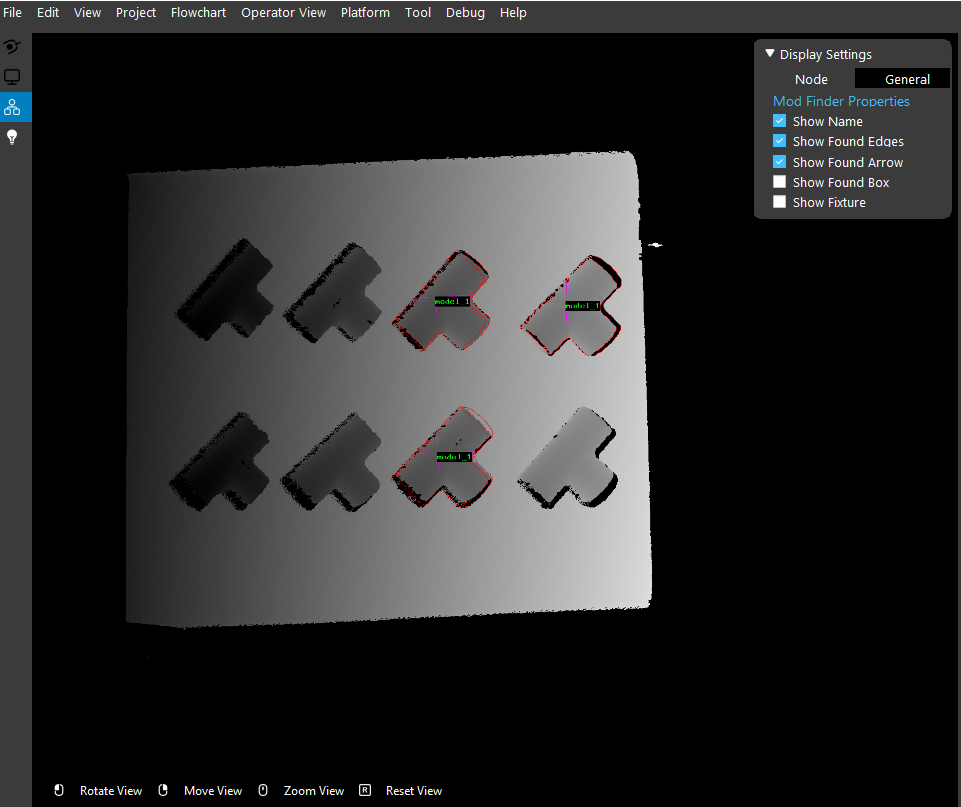 File Edit View Project Flowchart Operator View Platform Tool Debug Help
Display Settings
Node General
Mod Finder Properties
Show Name
Show Found Edges
Show Found Arrow
Show Found Box
Show Fixture
model_1
model_1
model_1
Rotate View Move View Zoom View R Reset View